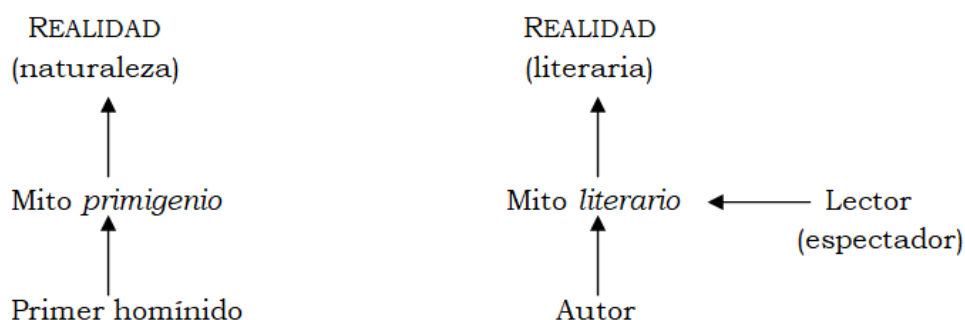 REALIDAD
(naturaleza)
Mito primigenio
Primer homínido
REALIDAD
(literaria)
Mito literario
Lector
(espectador)
Autor